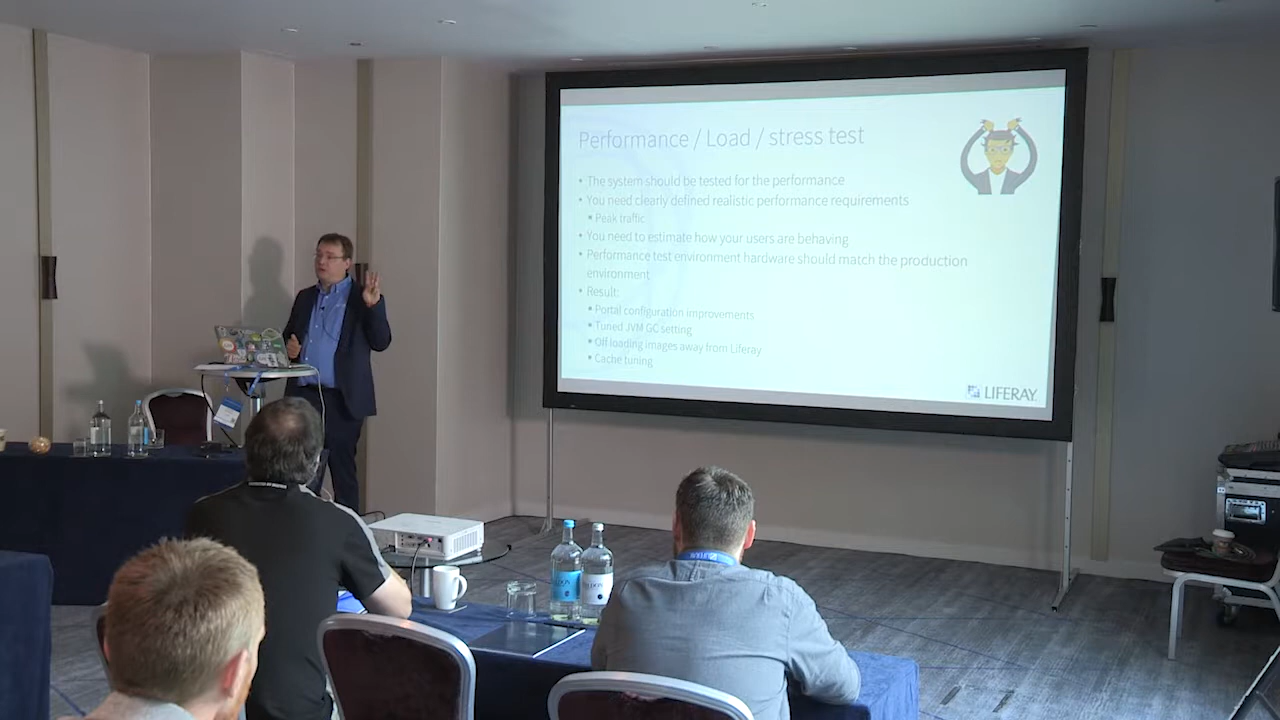 Performance / Load / stress test
• The system should be tested for the performance
• You need clearly defined realistic performance requirements
▪ Peak traffic
• You need to estimate how your users are behaving
• Performance test environment hardware should match the production
environment
• Result:
▪ Portal configuration improvements
▪ Tuned JVM GC setting
▪ Off loading images away from Liferay
▪ Cache tuning
LIFERAY